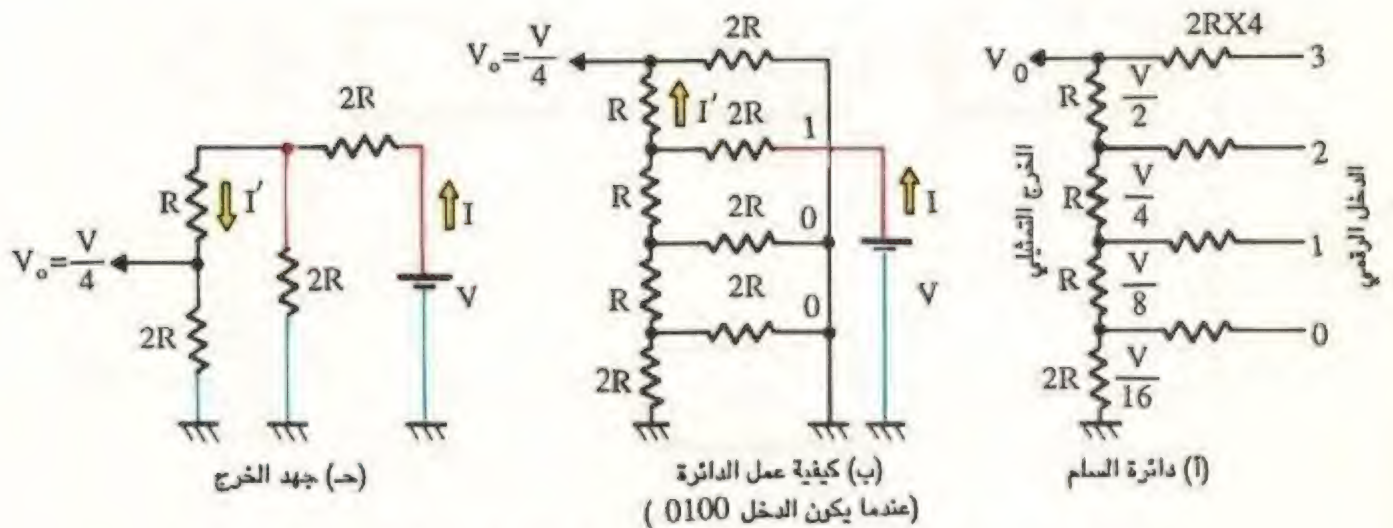 2RX4
V₀
3
R
V/2
2
R
V/4
1
R
V/8
0
2R
V/16
الخرج التمثيلي
الدخل الرقمي
(أ) دائرة السلم
2R
Vₒ=V/4
R
I'
2R
1
R
I
2R
0
V
R
2R
0
2R
(ب) كيفية عمل الدائرة
(عندما يكون الدخل 0100 )
2R
R
I'
I
Vₒ=V/4
2R
V
2R
(حـ) جهد الخرج